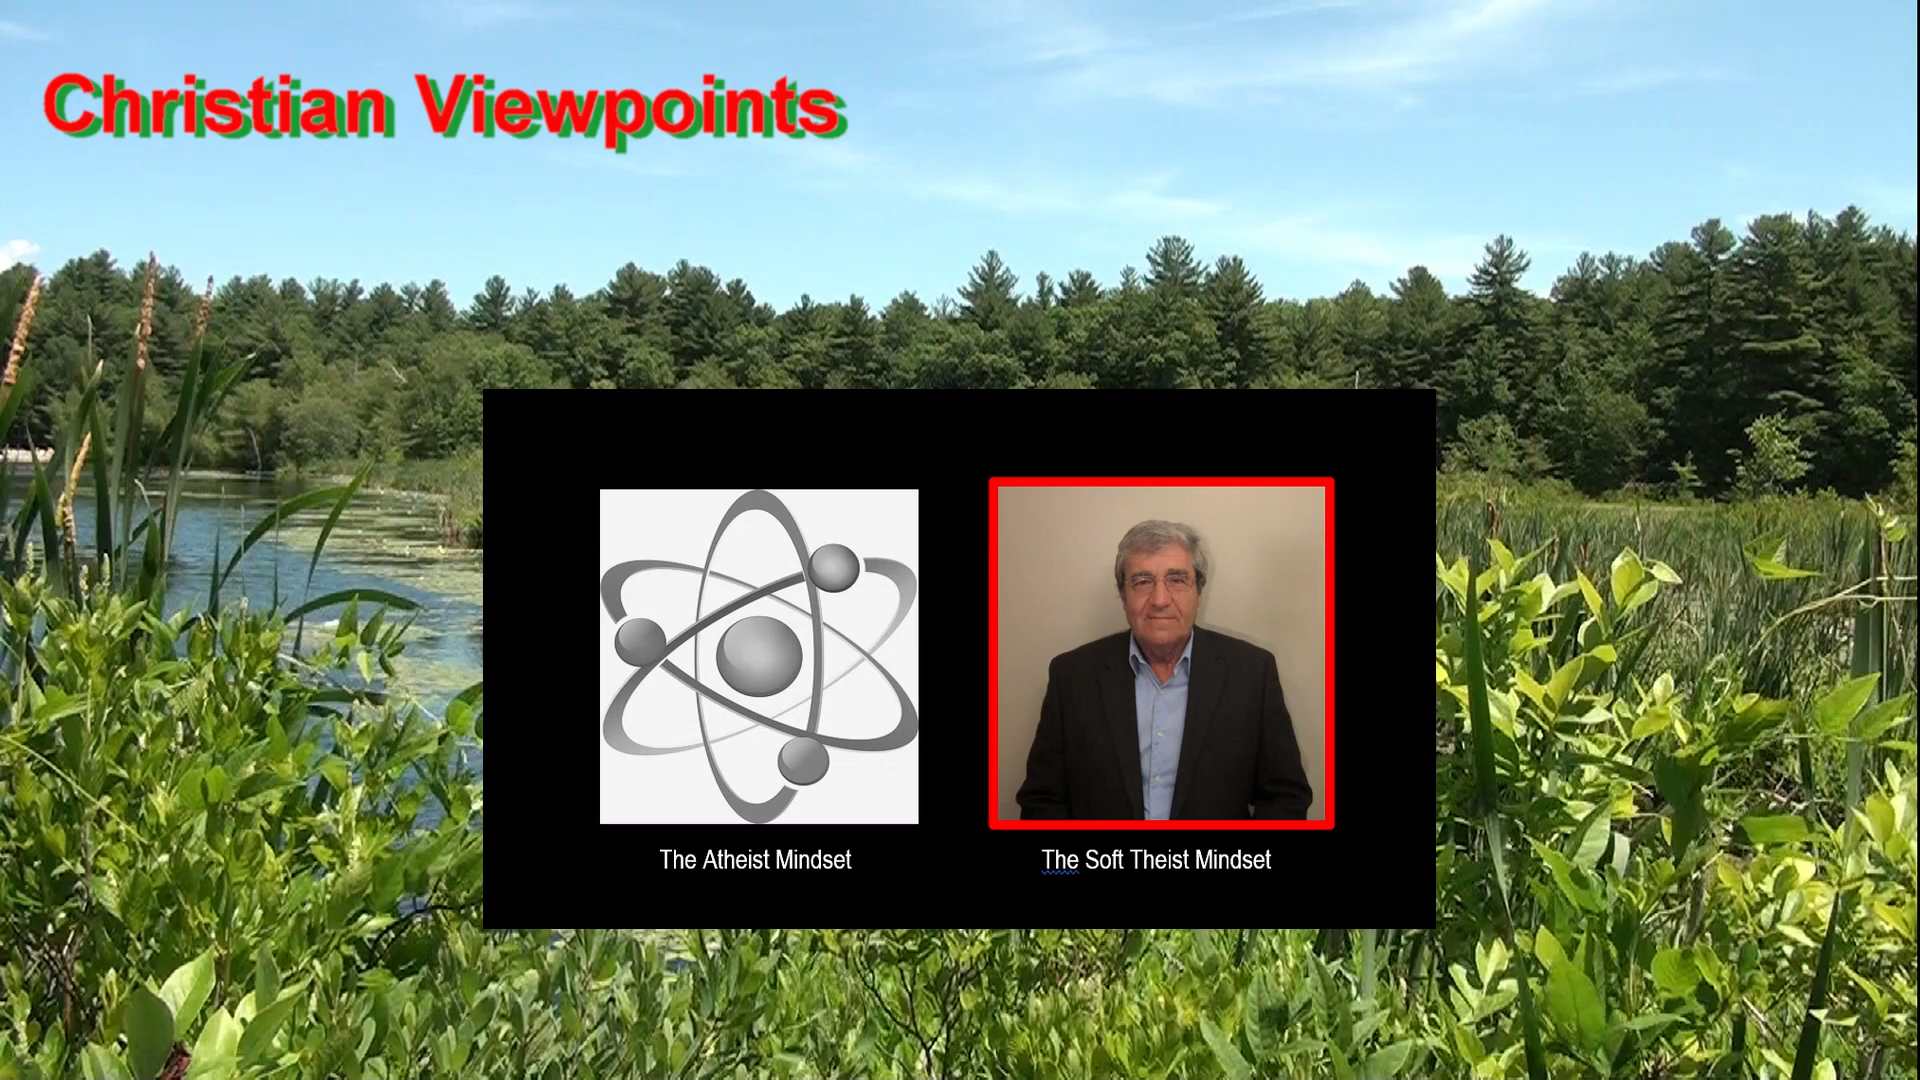 Christian Viewpoints
The Atheist Mindset
The Soft Theist Mindset